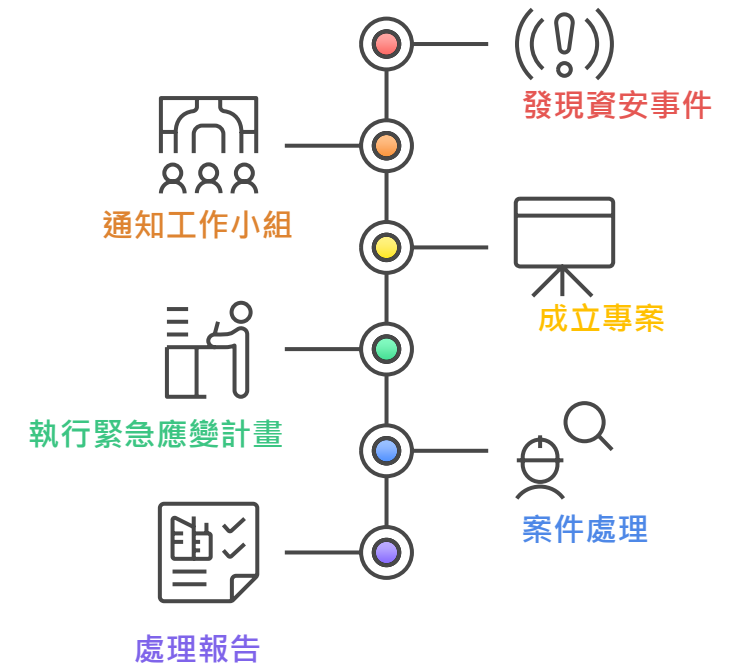 發現資安事件
通知工作小組
成立專案
執行緊急應變計畫
案件處理
處理報告